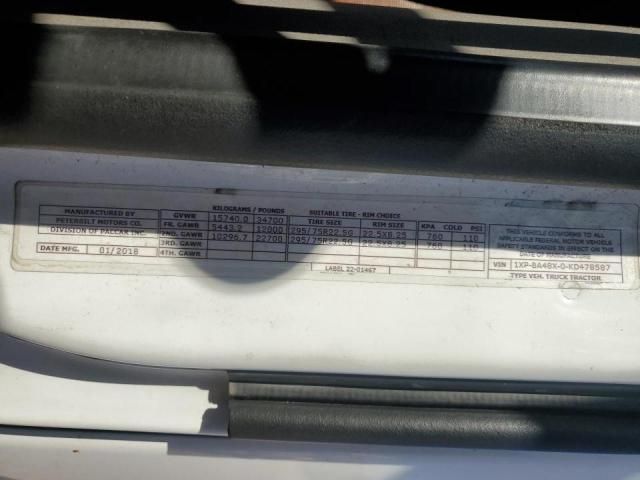 MANUFACTURED BY
PETERBILT MOTORS CO.
DIVISION OF PACCAR INC.
DATE MFG. 01/2018
KILOGRAMS / POUNDS
GVWR 15740.0 34700
FR. GAWR 5443.2 12000
2ND. GAWR 10296.7 22700
3RD. GAWR
4TH. GAWR
SUITABLE TIRE - RIM CHOICE
TIRE SIZE RIM SIZE KPA COLD PSI
295/75R22.5G 22.5X8.25 760 110
295/75R22.5G 22.5X8.25 760 110
LABEL 22-01467
THIS VEHICLE CONFORMS TO ALL
APPLICABLE FEDERAL MOTOR VEHICLE
SAFETY STANDARDS IN EFFECT ON THE
DATE OF MANUFACTURE
VIN 1XP-BA48X-0-KD478587
TYPE VEH. TRUCK TRACTOR